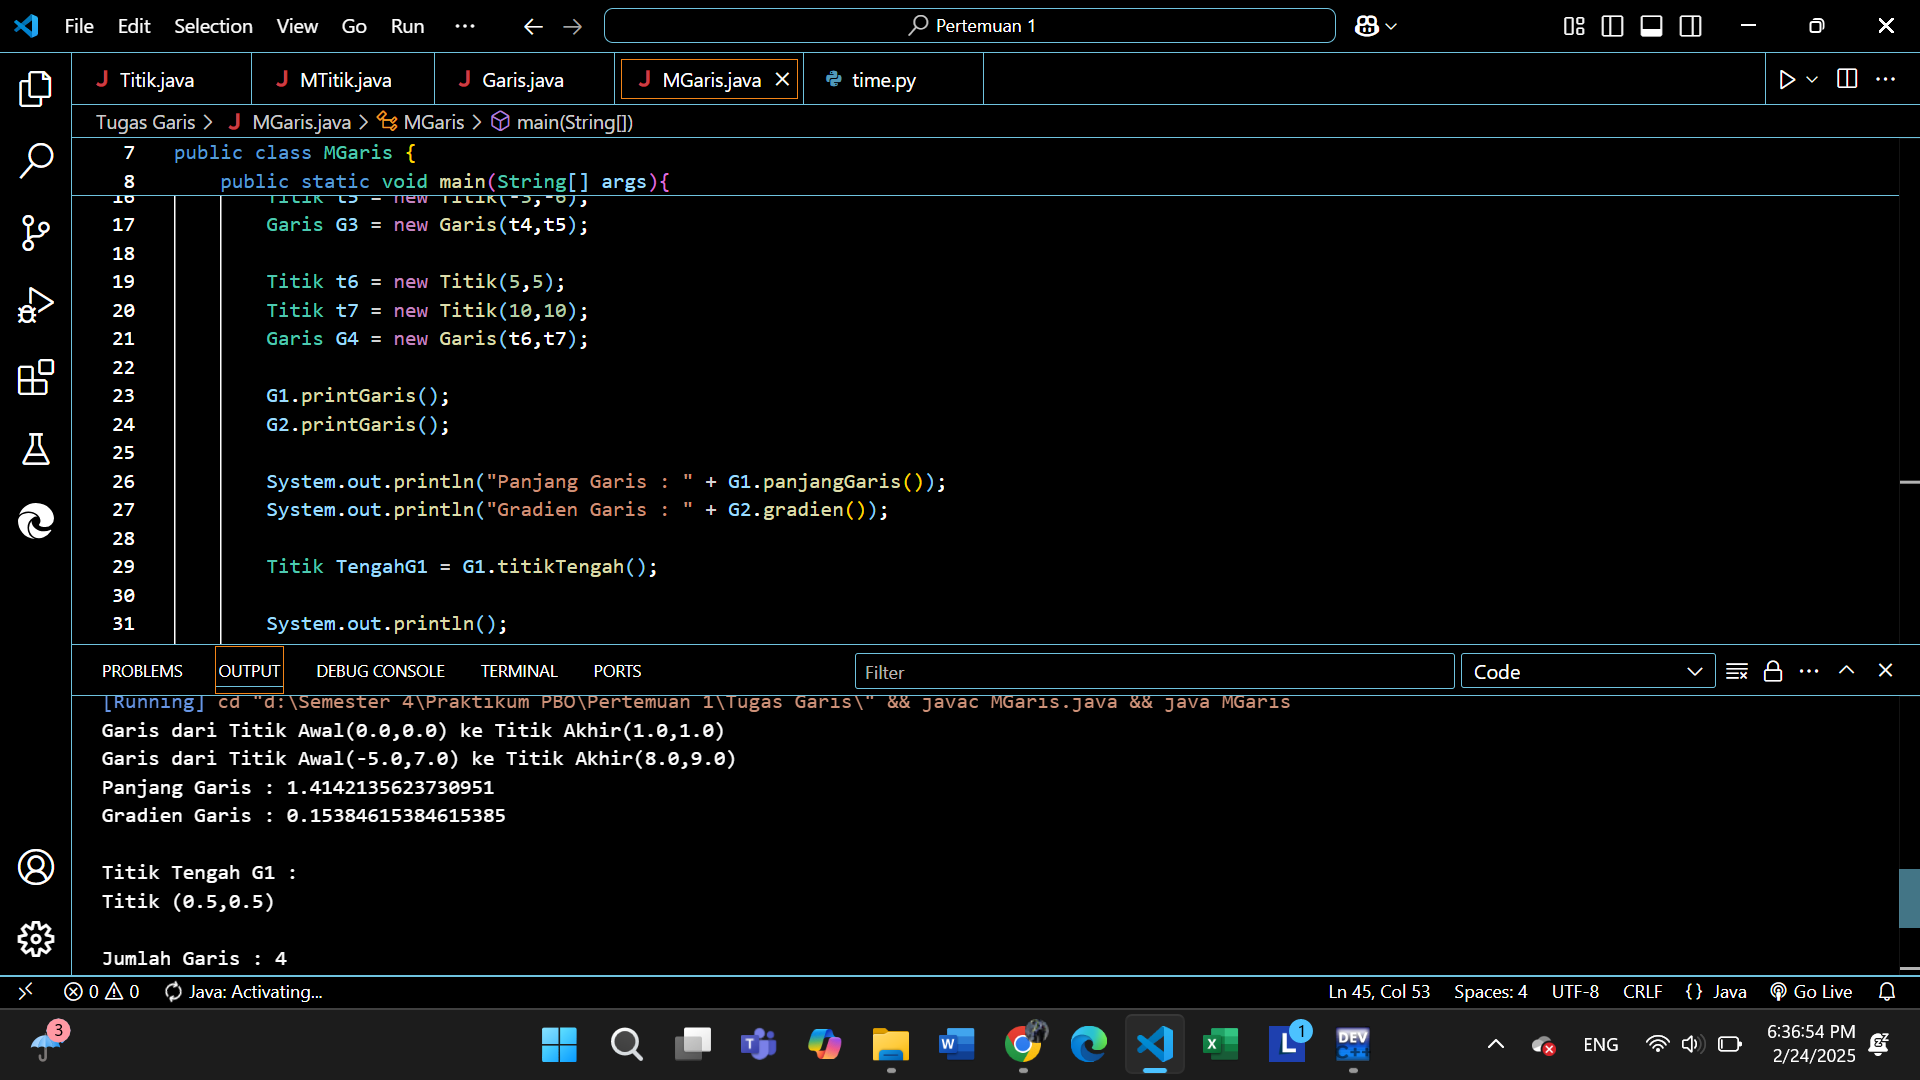 File Edit Selection View Go Run ··· Pertemuan 1
Titik.java MTitik.java Garis.java MGaris.java time.py
Tugas Garis > MGaris.java > MGaris > main(String[])
7 public class MGaris {
8 public static void main(String[] args){
16 Titik t5 = new Titik(-3,-6);
17 Garis G3 = new Garis(t4,t5);
18
19 Titik t6 = new Titik(5,5);
20 Titik t7 = new Titik(10,10);
21 Garis G4 = new Garis(t6,t7);
22
23 G1.printGaris();
24 G2.printGaris();
25
26 System.out.println("Panjang Garis : " + G1.panjangGaris());
27 System.out.println("Gradien Garis : " + G2.gradien());
28
29 Titik TengahG1 = G1.titikTengah();
30
31 System.out.println();
PROBLEMS OUTPUT DEBUG CONSOLE TERMINAL PORTS Filter Code
[Running] cd "d:\Semester 4\Praktikum PBO\Pertemuan 1\Tugas Garis\" && javac MGaris.java && java MGaris
Garis dari Titik Awal(0.0,0.0) ke Titik Akhir(1.0,1.0)
Garis dari Titik Awal(-5.0,7.0) ke Titik Akhir(8.0,9.0)
Panjang Garis : 1.4142135623730951
Gradien Garis : 0.15384615384615385
Titik Tengah G1 :
Titik (0.5,0.5)
Jumlah Garis : 4
0 0 Java: Activating... Ln 45, Col 53 Spaces: 4 UTF-8 CRLF {} Java Go Live
3 1 DEV C++ ENG 6:36:54 PM
2/24/2025